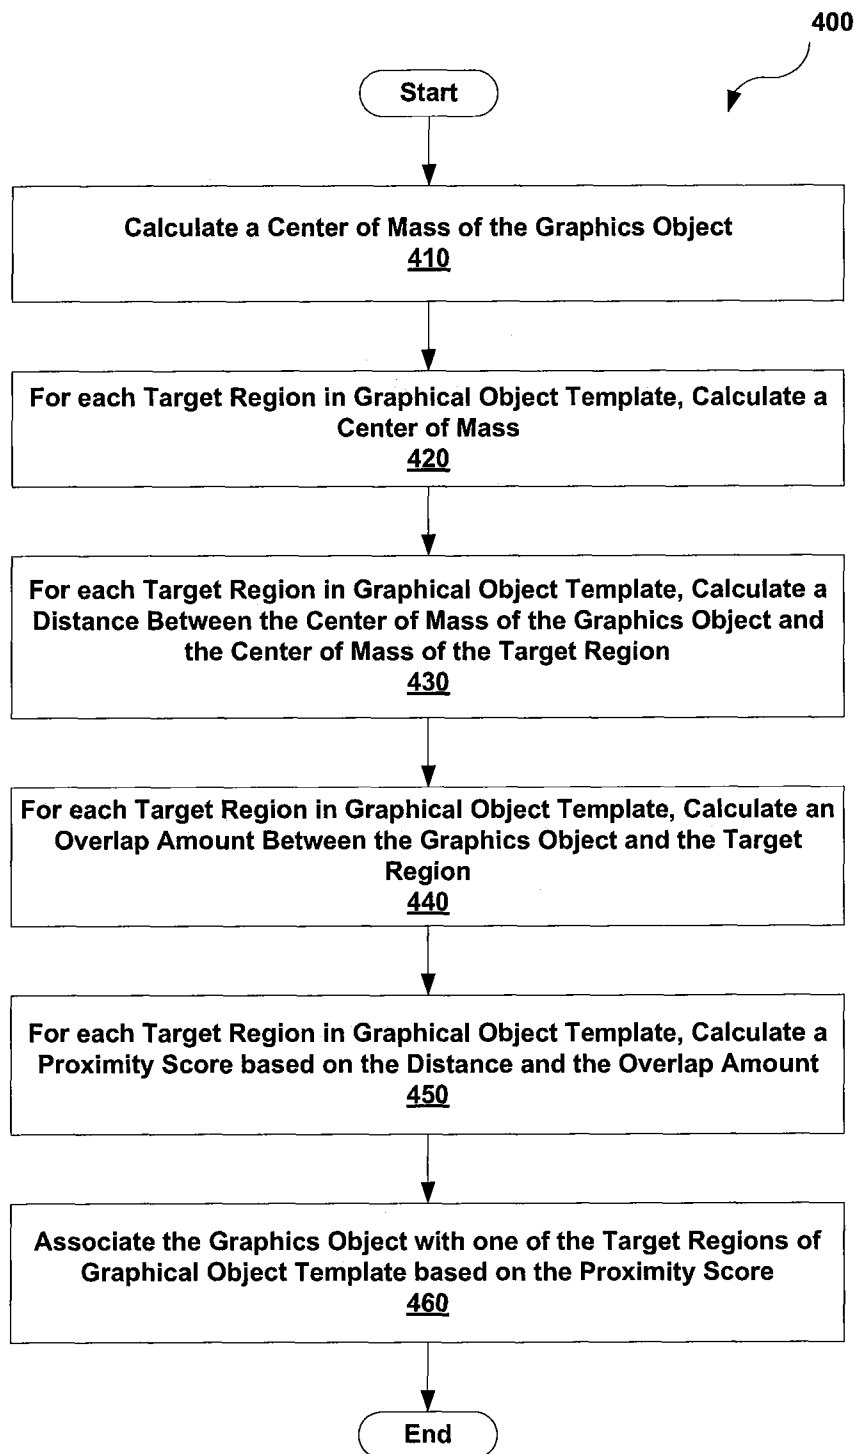 400
Start
Calculate a Center of Mass of the Graphics Object
410
For each Target Region in Graphical Object Template, Calculate a
Center of Mass
420
For each Target Region in Graphical Object Template, Calculate a
Distance Between the Center of Mass of the Graphics Object and
the Center of Mass of the Target Region
430
For each Target Region in Graphical Object Template, Calculate an
Overlap Amount Between the Graphics Object and the Target
Region
440
For each Target Region in Graphical Object Template, Calculate a
Proximity Score based on the Distance and the Overlap Amount
450
Associate the Graphics Object with one of the Target Regions of
Graphical Object Template based on the Proximity Score
460
End